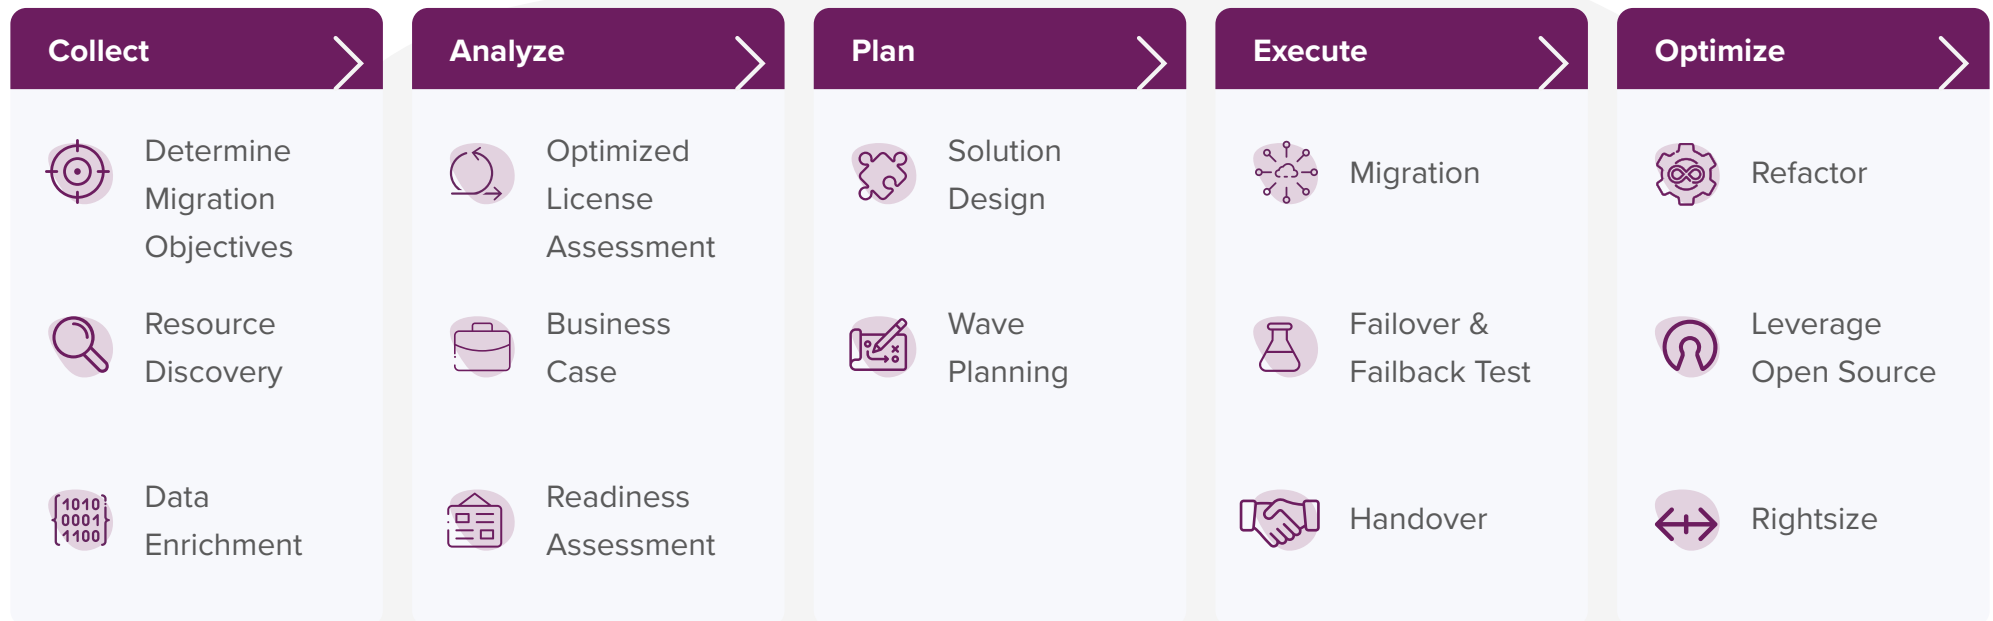 Collect
Determine
Migration
Objectives
Resource
Discovery
1010
0001
1100
Data
Enrichment
Analyze
Optimized
License
Assessment
Business
Case
Readiness
Assessment
Plan
Solution
Design
Wave
Planning
Execute
Migration
Failover &
Failback Test
Handover
Optimize
Refactor
Leverage
Open Source
Rightsize